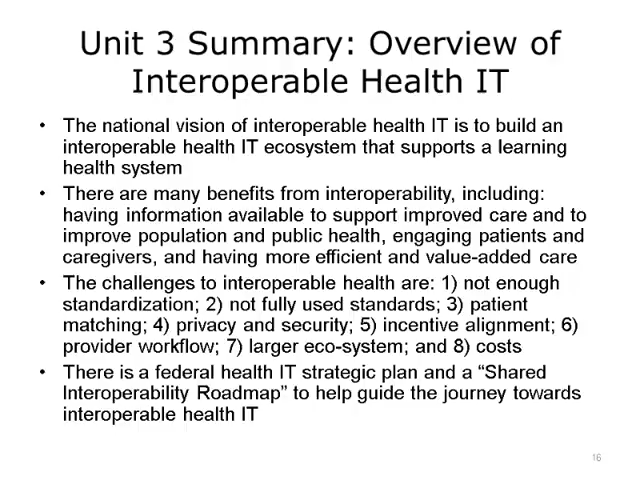 Unit 3 Summary: Overview of
Interoperable Health IT
• The national vision of interoperable health IT is to build an
interoperable health IT ecosystem that supports a learning
health system
• There are many benefits from interoperability, including:
having information available to support improved care and to
improve population and public health, engaging patients and
caregivers, and having more efficient and value-added care
• The challenges to interoperable health are: 1) not enough
standardization; 2) not fully used standards; 3) patient
matching; 4) privacy and security; 5) incentive alignment; 6)
provider workflow; 7) larger eco-system; and 8) costs
• There is a federal health IT strategic plan and a “Shared
Interoperability Roadmap” to help guide the journey towards
interoperable health IT
16